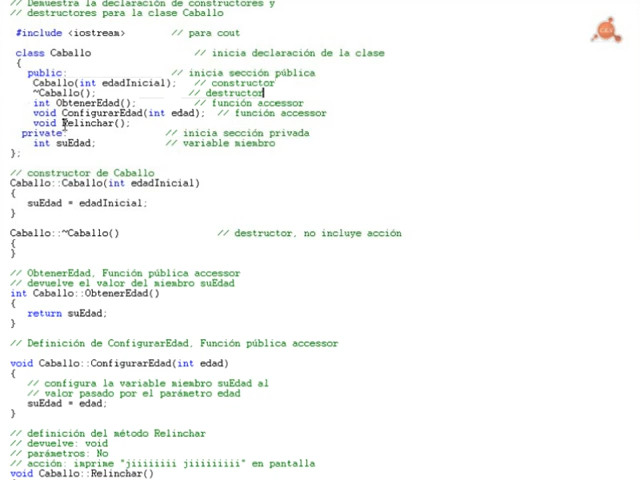 // Demuestra la declaración de constructores y
// destructores para la clase Caballo
#include <iostream> // para cout
class Caballo // inicia declaración de la clase
{
public: // inicia sección pública
Caballo(int edadInicial); // constructor
~Caballo(); // destructor
int ObtenerEdad(); // función accessor
void ConfigurarEdad(int edad); // función accessor
void Relinchar();
private: // inicia sección privada
int suEdad; // variable miembro
};
// constructor de Caballo
Caballo::Caballo(int edadInicial)
{
suEdad = edadInicial;
}
Caballo::~Caballo() // destructor, no incluye acción
{
}
// ObtenerEdad, Función pública accessor
// devuelve el valor del miembro suEdad
int Caballo::ObtenerEdad()
{
return suEdad;
}
// Definición de ConfigurarEdad, Función pública accessor
void Caballo::ConfigurarEdad(int edad)
{
// configura la variable miembro suEdad al
// valor pasado por el parámetro edad
suEdad = edad;
}
// definición del método Relinchar
// devuelve: void
// parámetros: No
// acción: imprime "jiiiiiiii jiiiiiiiii" en pantalla
void Caballo::Relinchar()